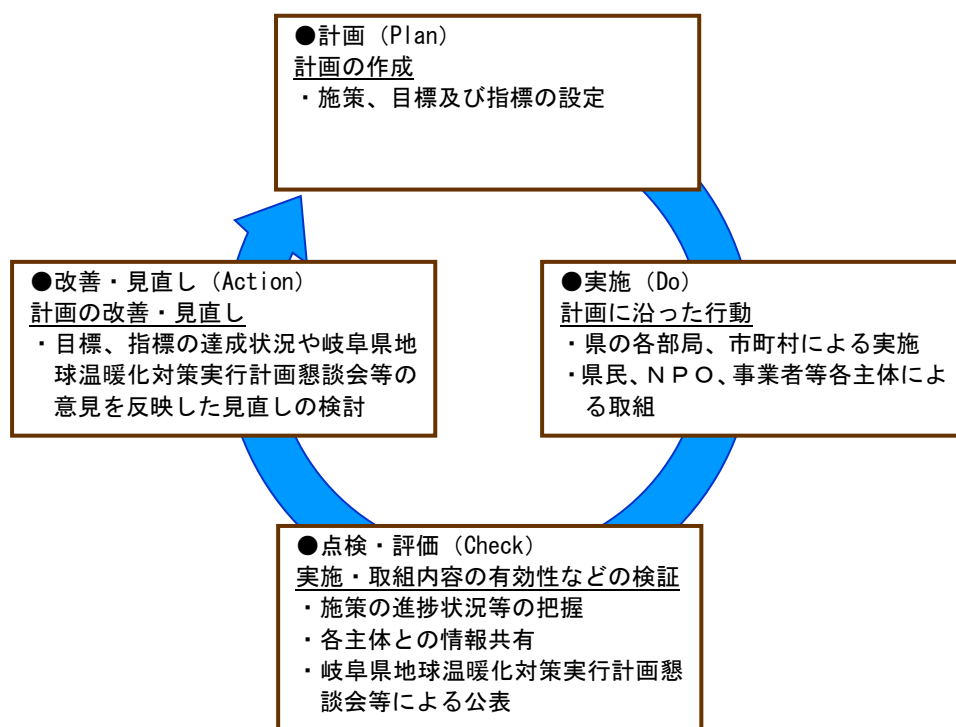 ●計画（Plan）
計画の作成
・施策、目標及び指標の設定
●改善・見直し（Action）
計画の改善・見直し
・目標、指標の達成状況や岐阜県地
球温暖化対策実行計画懇談会等の
意見を反映した見直しの検討
●実施（Do）
計画に沿った行動
・県の各部局、市町村による実施
・県民、ＮＰＯ、事業者等各主体によ
る取組
●点検・評価（Check）
実施・取組内容の有効性などの検証
・施策の進捗状況等の把握
・各主体との情報共有
・岐阜県地球温暖化対策実行計画懇
談会等による公表